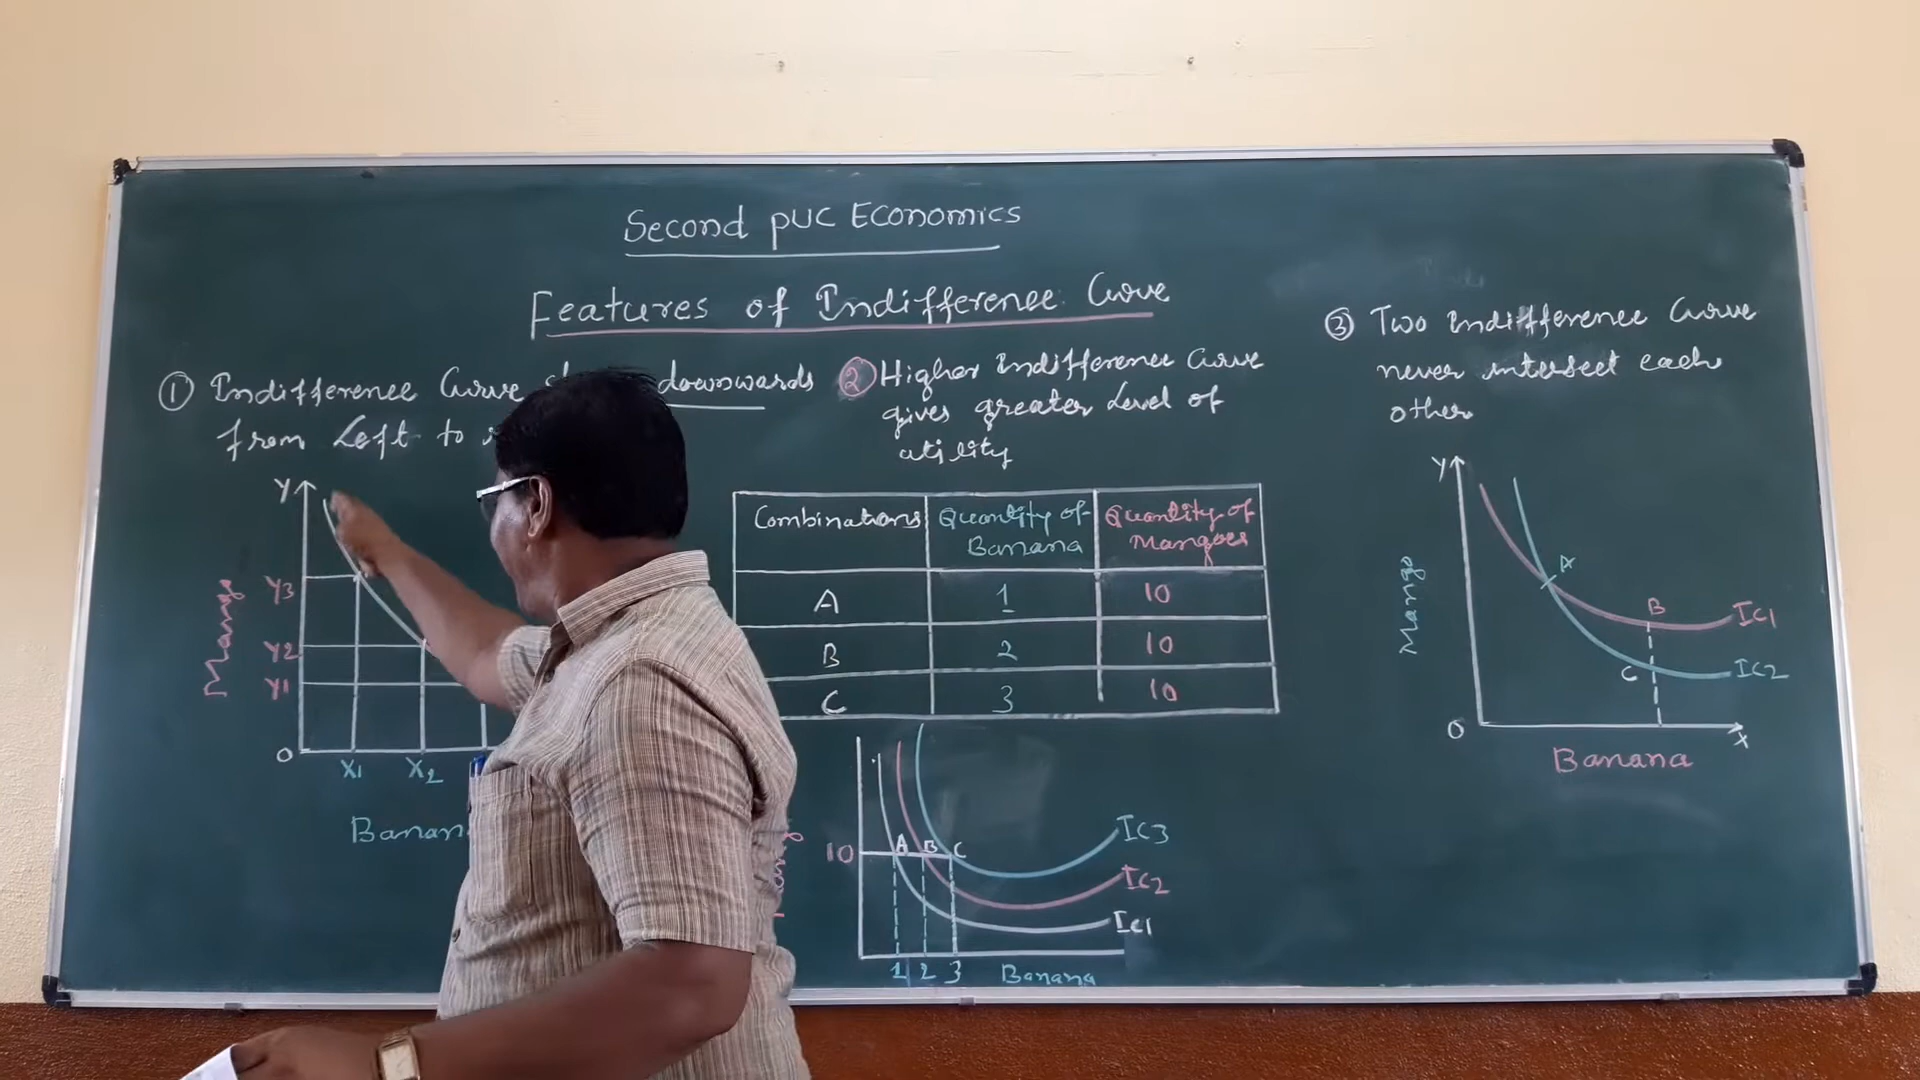 Second PUC Economics
Features of Indifference Curve
① Indifference Curve downwards
from Left to
Y
Mango
Y3
Y2
Y1
O
X1 X2
Banan
② Higher Indifference Curve
gives greater Level of
utility
Combinations Quantity of Banana Quantity of Mangoes
A 1 10
B 2 10
C 3 10
10
A B C
IC3
IC2
IC1
1 2 3 Banana
③ Two Indifference Curve
never intersect each
other
Y
Mango
A
B
IC1
C
IC2
O
X
Banana